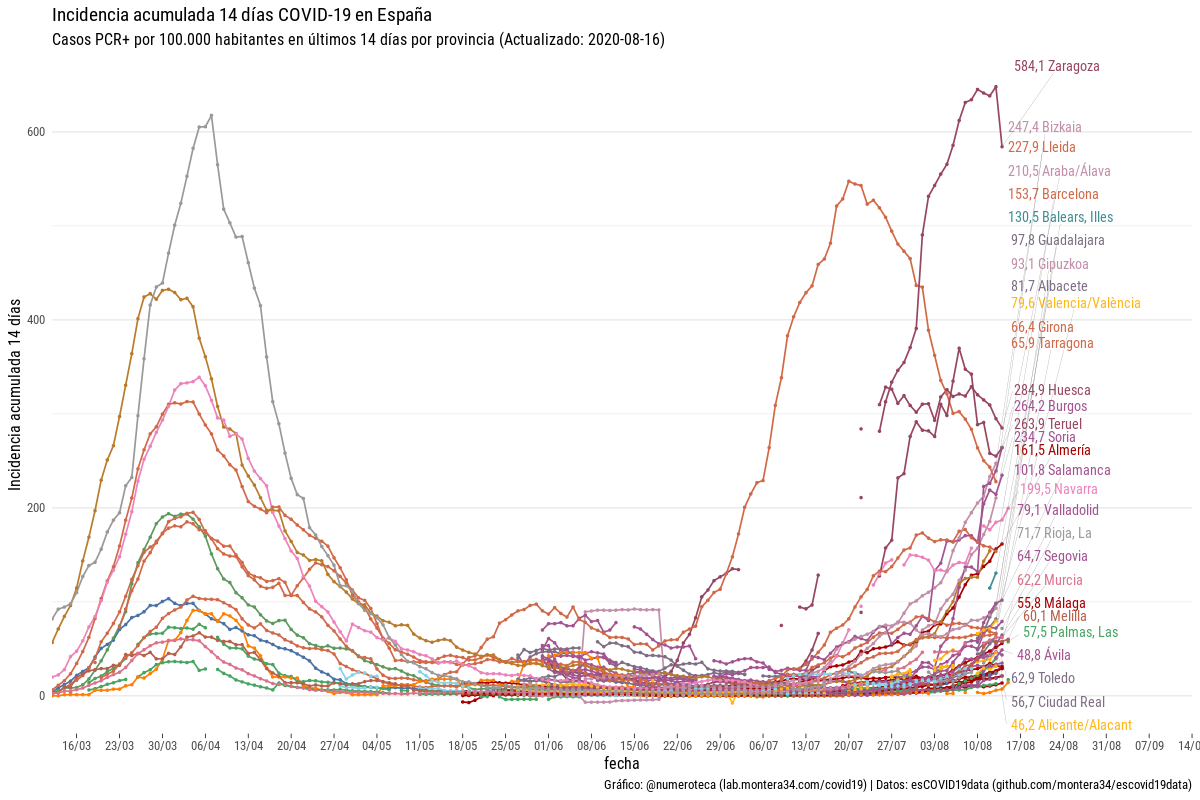 Incidencia acumulada 14 días COVID-19 en España
Casos PCR+ por 100.000 habitantes en últimos 14 días por provincia (Actualizado: 2020-08-16)
Incidencia acumulada 14 días
600
400
200
0
584,1 Zaragoza
247,4 Bizkaia
227,9 Lleida
210,5 Araba/Álava
153,7 Barcelona
130,5 Balears, Illes
97,8 Guadalajara
93,1 Gipuzkoa
81,7 Albacete
79,6 Valencia/València
66,4 Girona
65,9 Tarragona
284,9 Huesca
264,2 Burgos
263,9 Teruel
234,7 Soria
161,5 Almería
101,8 Salamanca
199,5 Navarra
79,1 Valladolid
71,7 Rioja, La
64,7 Segovia
62,2 Murcia
55,8 Málaga
60,1 Melilla
57,5 Palmas, Las
48,8 Ávila
62,9 Toledo
56,7 Ciudad Real
46,2 Alicante/Alacant
16/03 23/03 30/03 06/04 13/04 20/04 27/04 04/05 11/05 18/05 25/05 01/06 08/06 15/06 22/06 29/06 06/07 13/07 20/07 27/07 03/08 10/08 17/08 24/08 31/08 07/09 14/0
fecha
Gráfico: @numeroteca (lab.montera34.com/covid19) | Datos: esCOVID19data (github.com/montera34/escovid19data)